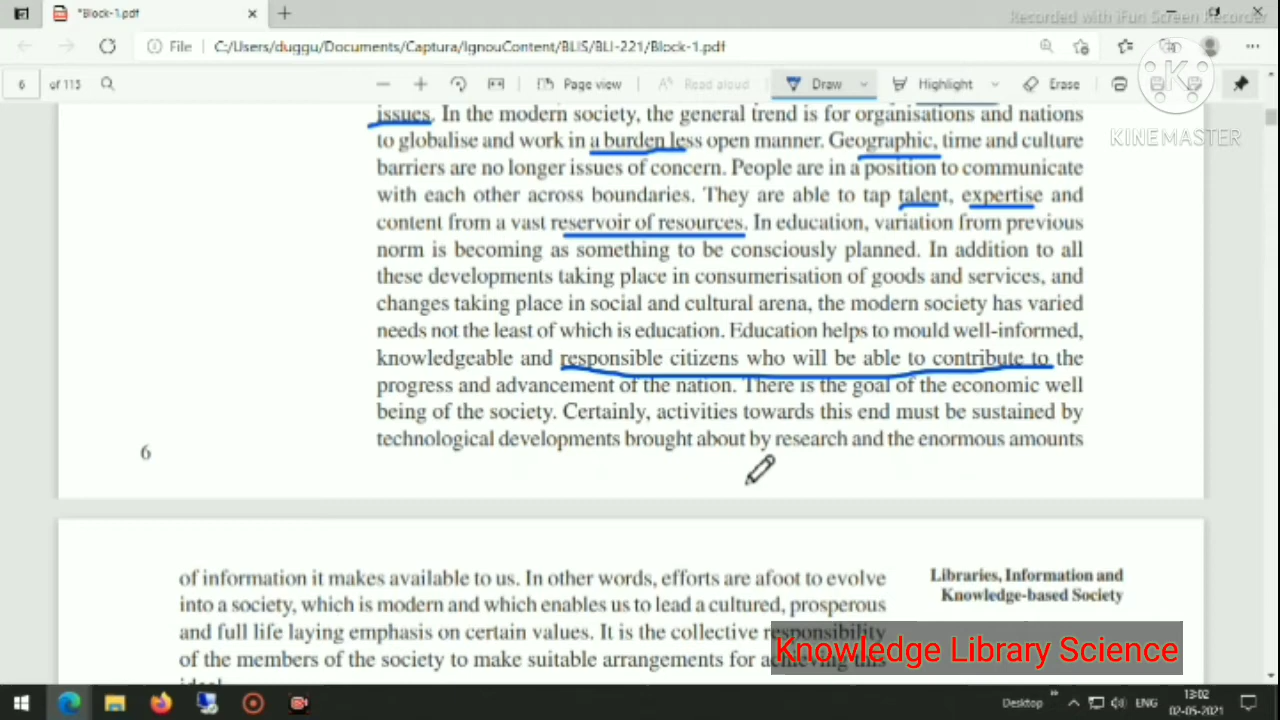 *Block-1.pdf
Recorded with iFun Screen Recorder
File C:/Users/duggu/Documents/Captura/IgnouContent/BLIS/BLI-221/Block-1.pdf
6 of 115 Page view Read aloud Draw Highlight Erase
KINEMASTER
issues. In the modern society, the general trend is for organisations and nations
to globalise and work in a burden less open manner. Geographic, time and culture
barriers are no longer issues of concern. People are in a position to communicate
with each other across boundaries. They are able to tap talent, expertise and
content from a vast reservoir of resources. In education, variation from previous
norm is becoming as something to be consciously planned. In addition to all
these developments taking place in consumerisation of goods and services, and
changes taking place in social and cultural arena, the modern society has varied
needs not the least of which is education. Education helps to mould well-informed,
knowledgeable and responsible citizens who will be able to contribute to the
progress and advancement of the nation. There is the goal of the economic well
being of the society. Certainly, activities towards this end must be sustained by
technological developments brought about by research and the enormous amounts
6
of information it makes available to us. In other words, efforts are afoot to evolve
into a society, which is modern and which enables us to lead a cultured, prosperous
and full life laying emphasis on certain values. It is the collective responsibility
of the members of the society to make suitable arrangements for achieving this
Libraries, Information and
Knowledge-based Society
Knowledge Library Science
Desktop ENG 13:02
02-05-2021